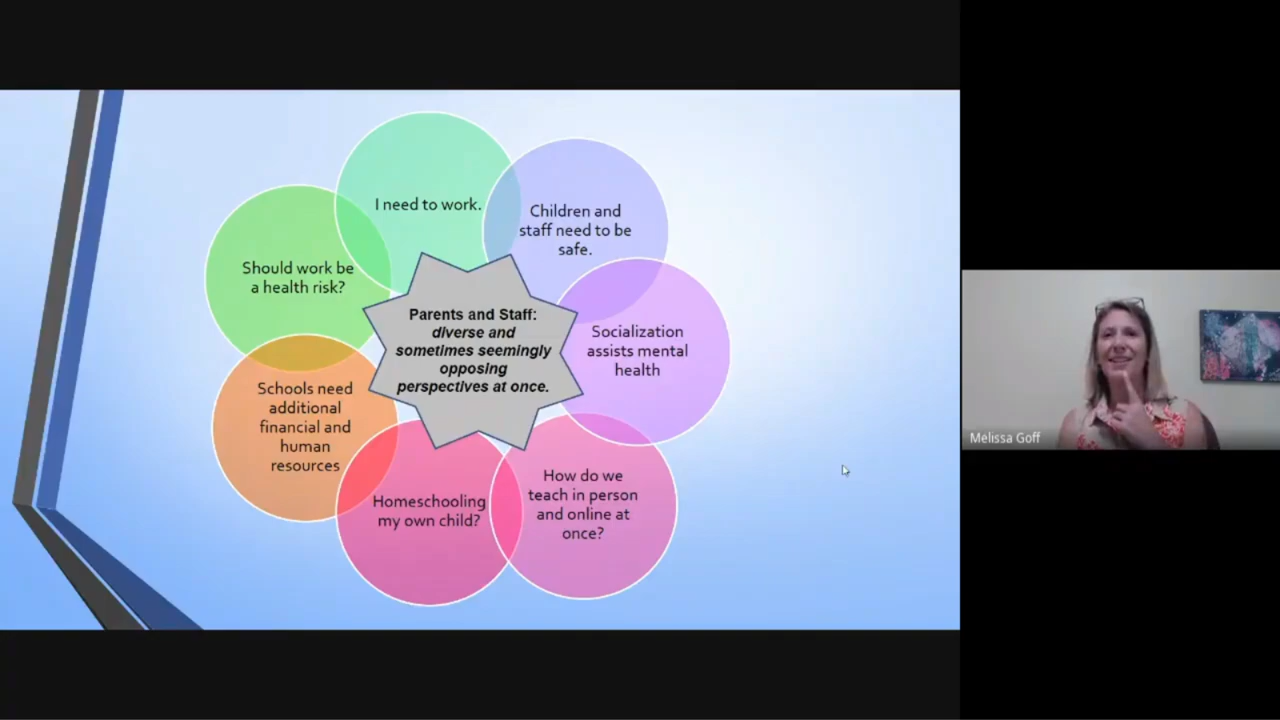 I need to work.
Children and
staff need to be
safe.
Should work be
a health risk?
Parents and Staff:
diverse and
sometimes seemingly
opposing
perspectives at once.
Socialization
assists mental
health
Schools need
additional
financial and
human
resources
Homeschooling
my own child?
How do we
teach in person
and online at
once?
Melissa Goff